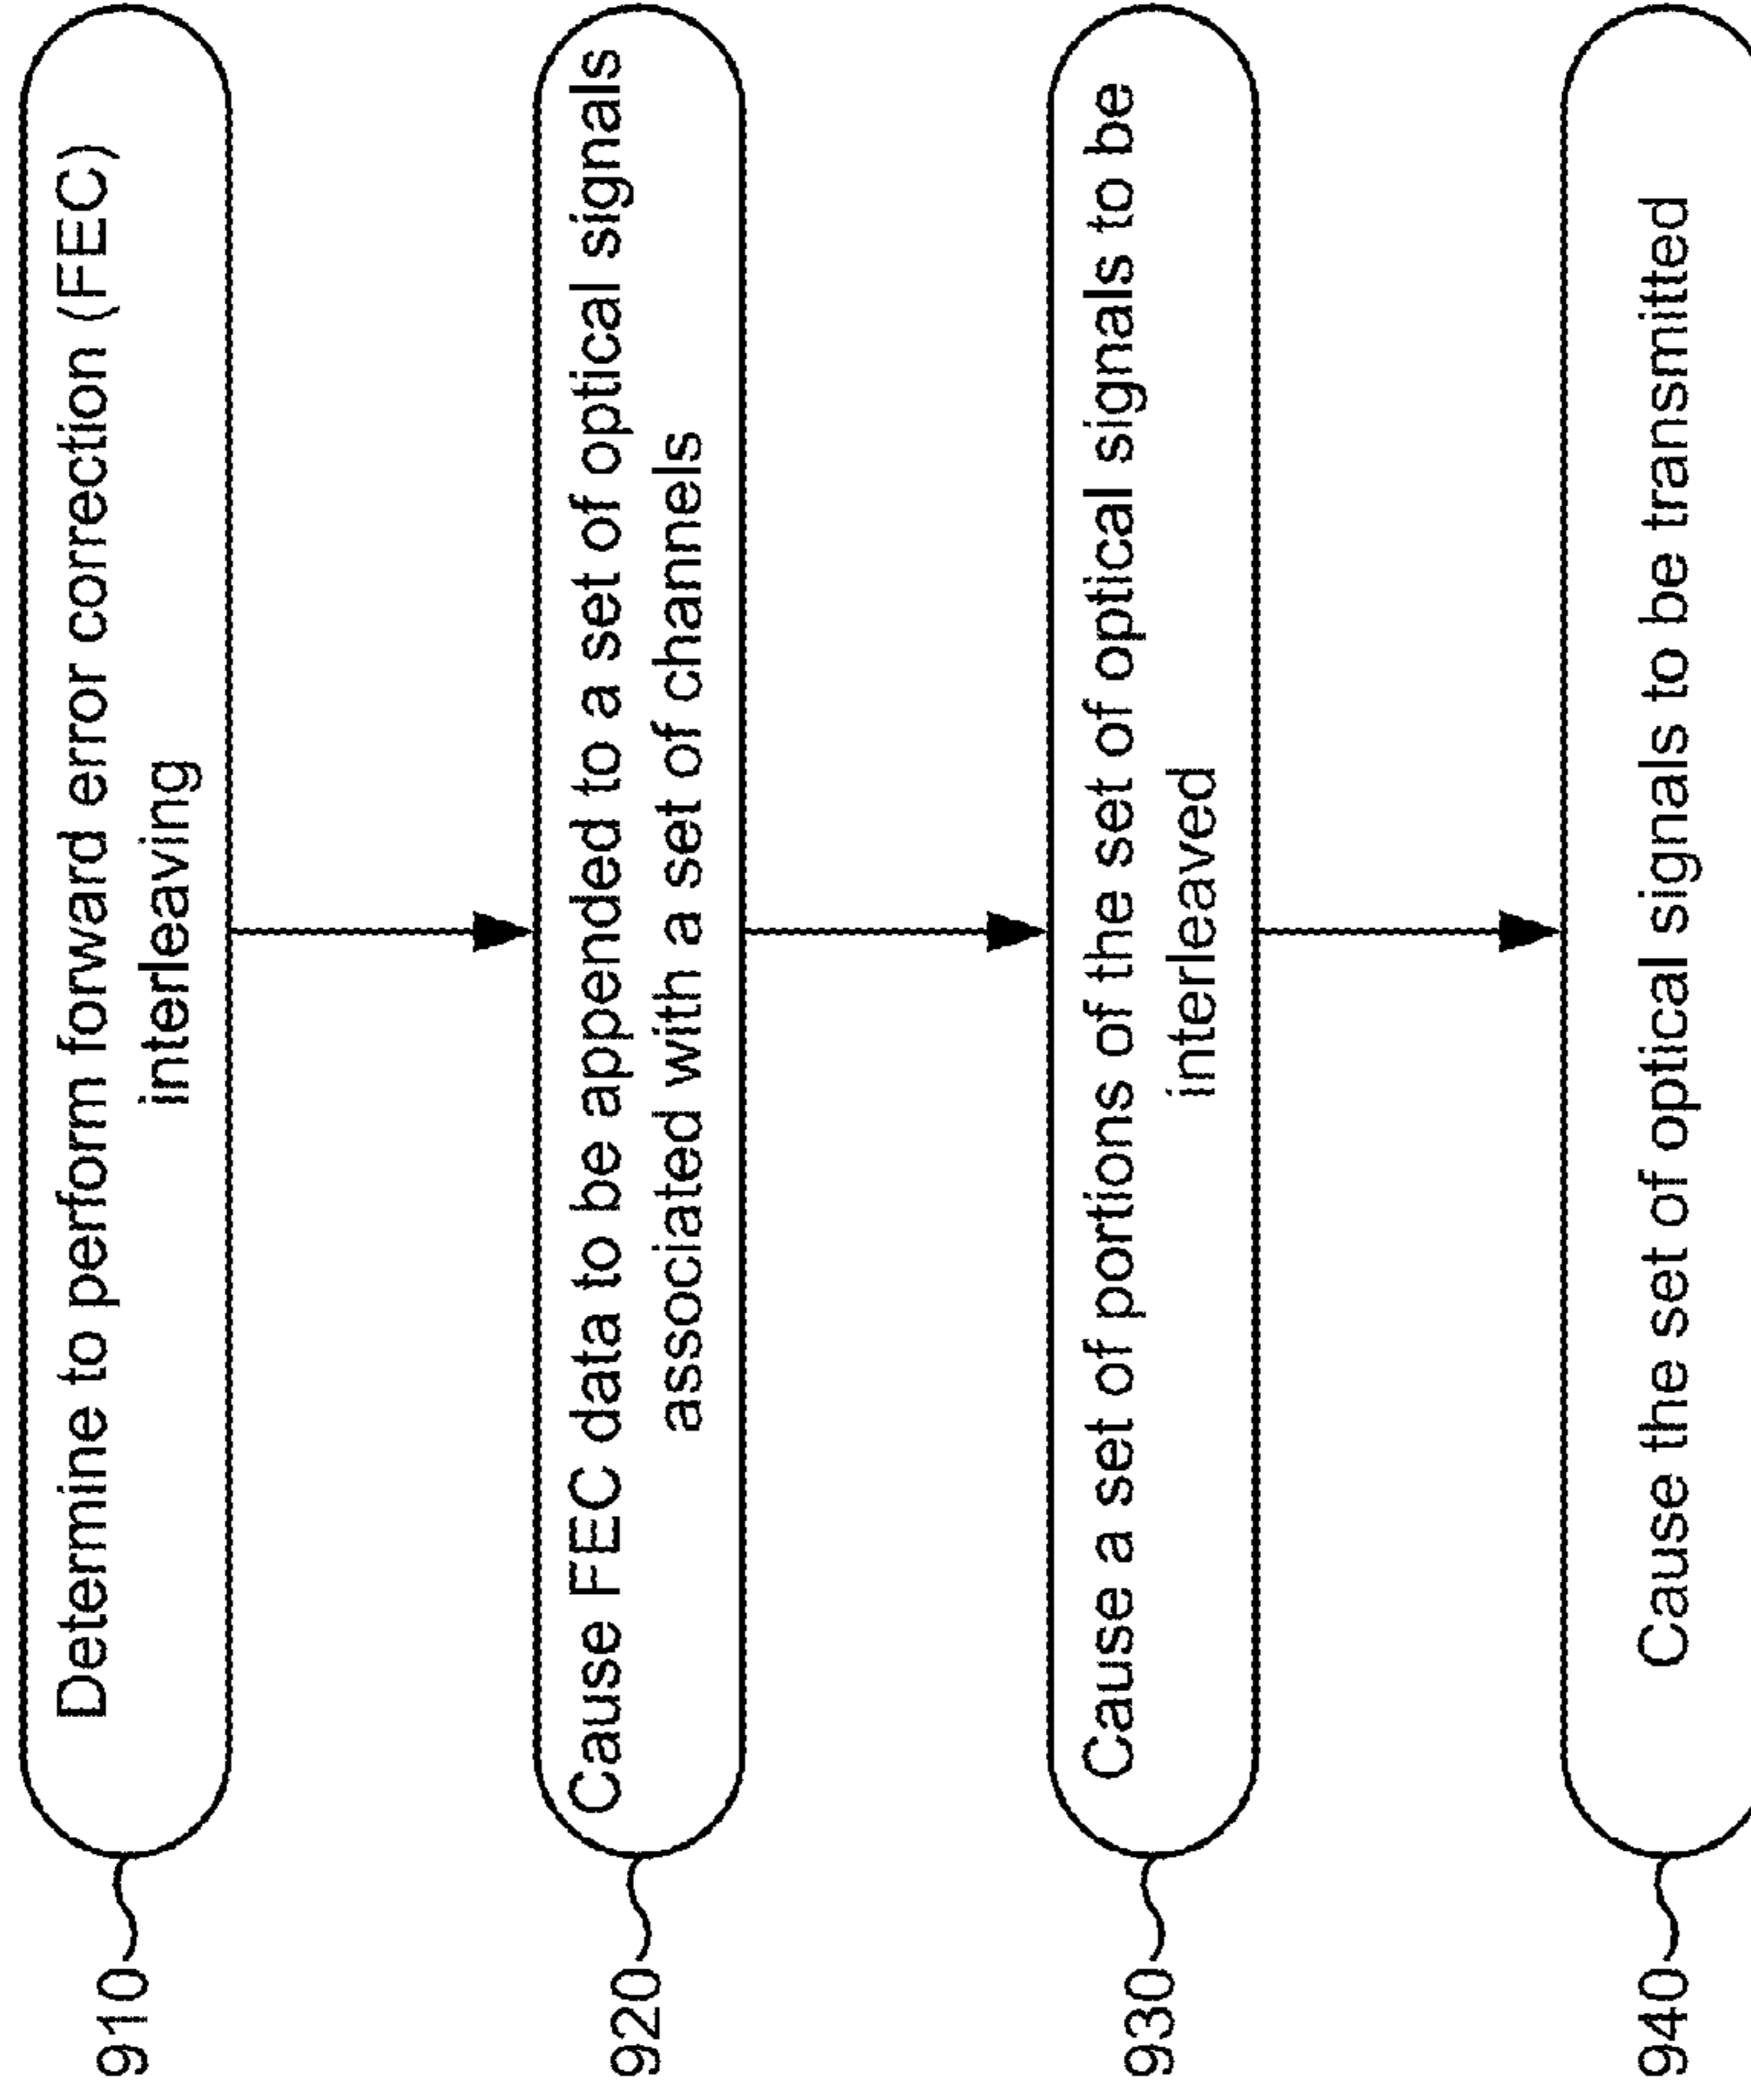 910
Determine to perform forward error correction (FEC)
interleaving
920
Cause FEC data to be appended to a set of optical signals
associated with a set of channels
930
Cause a set of portions of the set of optical signals to be
interleaved
940
Cause the set of optical signals to be transmitted